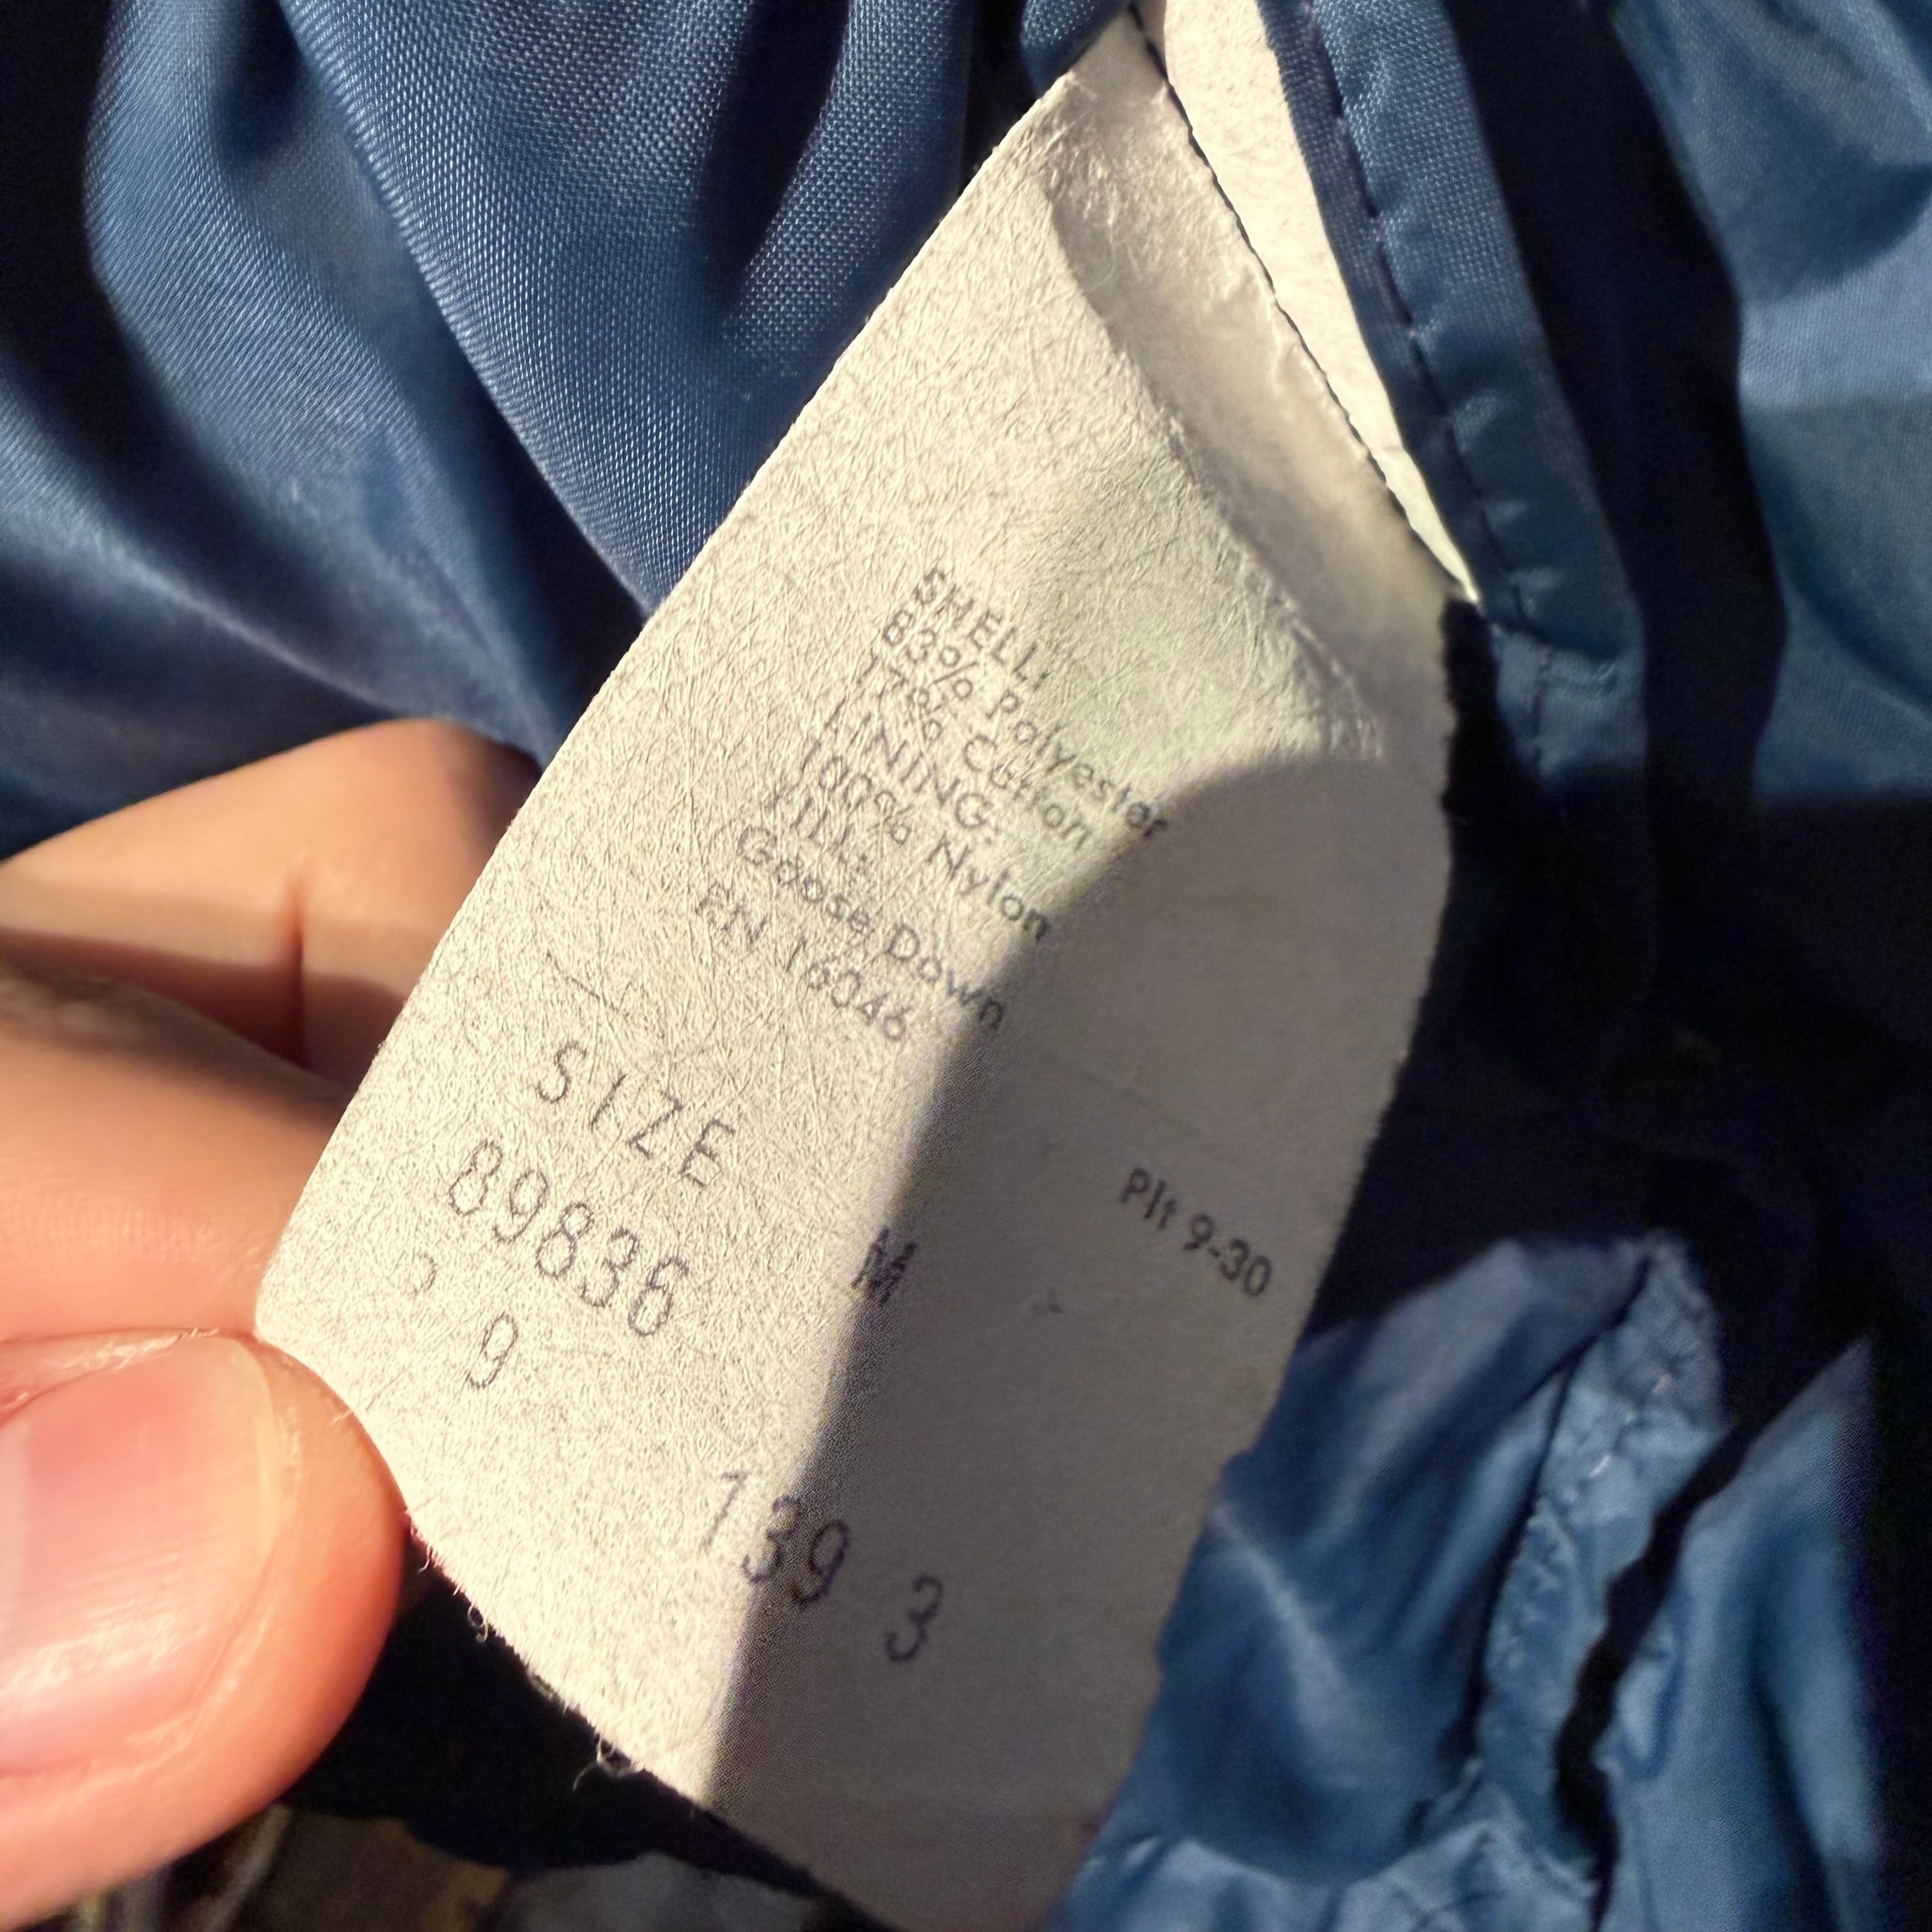 SHELL:
83% Polyester
17% Cotton
LINING:
100% Nylon
FILL:
Goose Down
RN 16046
Plt 9-30
SIZE
89836 M
9
139 3